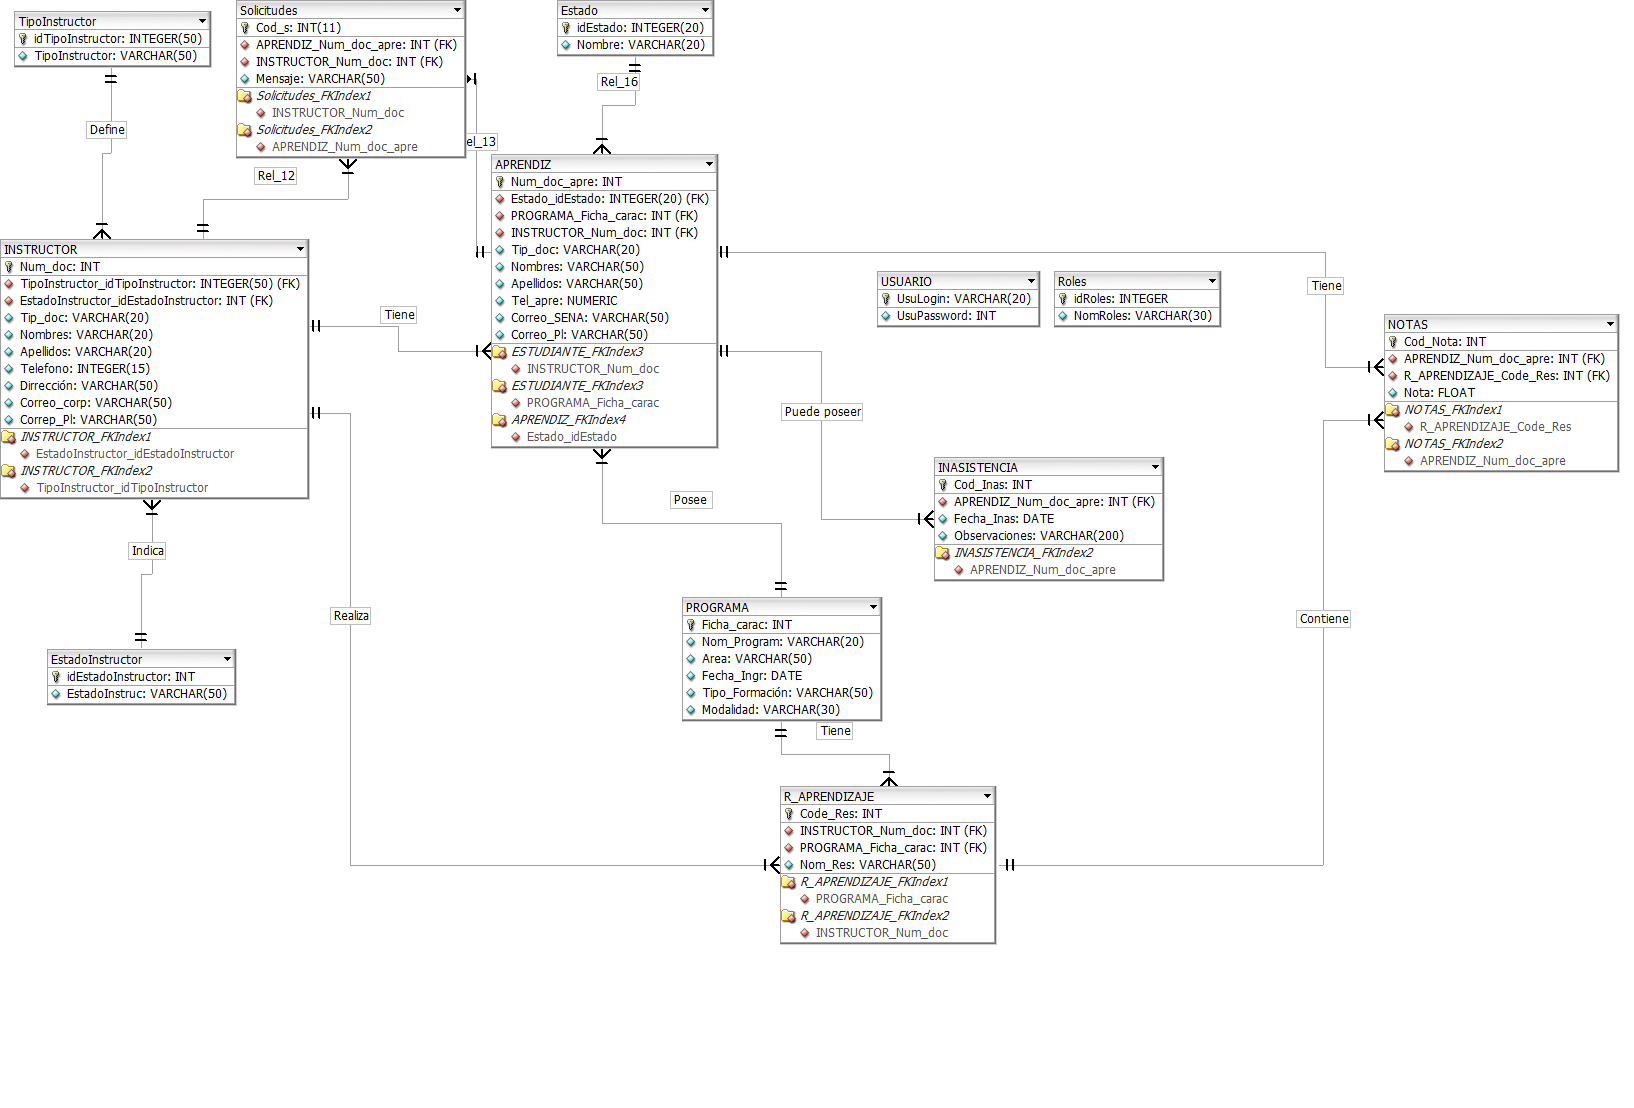 TipoInstructor
idTipoInstructor: INTEGER(50)
TipoInstructor: VARCHAR(50)
Solicitudes
Cod_s: INT(11)
APRENDIZ_Num_doc_apre: INT (FK)
INSTRUCTOR_Num_doc: INT (FK)
Mensaje: VARCHAR(50)
Solicitudes_FKIndex1
INSTRUCTOR_Num_doc
Solicitudes_FKIndex2
APRENDIZ_Num_doc_apre
Estado
idEstado: INTEGER(20)
Nombre: VARCHAR(20)
Rel_16
Define
el_13
Rel_12
APRENDIZ
Num_doc_apre: INT
Estado_idEstado: INTEGER(20) (FK)
PROGRAMA_Ficha_carac: INT (FK)
INSTRUCTOR_Num_doc: INT (FK)
Tip_doc: VARCHAR(20)
Nombres: VARCHAR(50)
Apellidos: VARCHAR(50)
Tel_apre: NUMERIC
Correo_SENA: VARCHAR(50)
Correo_Pl: VARCHAR(50)
ESTUDIANTE_FKIndex3
INSTRUCTOR_Num_doc
ESTUDIANTE_FKIndex3
PROGRAMA_Ficha_carac
APRENDIZ_FKIndex4
Estado_idEstado
INSTRUCTOR
Num_doc: INT
TipoInstructor_idTipoInstructor: INTEGER(50) (FK)
EstadoInstructor_idEstadoInstructor: INT (FK)
Tip_doc: VARCHAR(20)
Nombres: VARCHAR(20)
Apellidos: VARCHAR(20)
Telefono: INTEGER(15)
Dirrección: VARCHAR(50)
Correo_corp: VARCHAR(50)
Correp_Pl: VARCHAR(50)
INSTRUCTOR_FKIndex1
EstadoInstructor_idEstadoInstructor
INSTRUCTOR_FKIndex2
TipoInstructor_idTipoInstructor
Tiene
USUARIO
UsuLogin: VARCHAR(20)
UsuPassword: INT
Roles
idRoles: INTEGER
NomRoles: VARCHAR(30)
Tiene
NOTAS
Cod_Nota: INT
APRENDIZ_Num_doc_apre: INT (FK)
R_APRENDIZAJE_Code_Res: INT (FK)
Nota: FLOAT
NOTAS_FKIndex1
R_APRENDIZAJE_Code_Res
NOTAS_FKIndex2
APRENDIZ_Num_doc_apre
Puede poseer
INASISTENCIA
Cod_Inas: INT
APRENDIZ_Num_doc_apre: INT (FK)
Fecha_Inas: DATE
Observaciones: VARCHAR(200)
INASISTENCIA_FKIndex2
APRENDIZ_Num_doc_apre
Posee
Indica
Realiza
Contiene
PROGRAMA
Ficha_carac: INT
Nom_Program: VARCHAR(20)
Area: VARCHAR(50)
Fecha_Ingr: DATE
Tipo_Formación: VARCHAR(50)
Modalidad: VARCHAR(30)
EstadoInstructor
idEstadoInstructor: INT
EstadoInstruc: VARCHAR(50)
Tiene
R_APRENDIZAJE
Code_Res: INT
INSTRUCTOR_Num_doc: INT (FK)
PROGRAMA_Ficha_carac: INT (FK)
Nom_Res: VARCHAR(50)
R_APRENDIZAJE_FKIndex1
PROGRAMA_Ficha_carac
R_APRENDIZAJE_FKIndex2
INSTRUCTOR_Num_doc